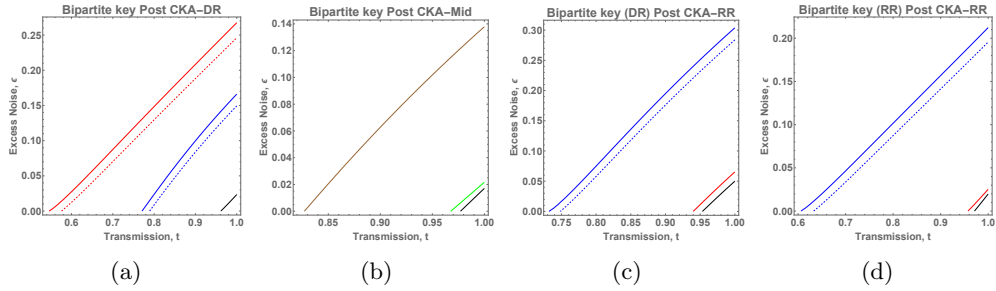 Bipartite key Post CKA-DR
Excess Noise, ϵ
0.25
0.20
0.15
0.10
0.05
0.00
0.6 0.7 0.8 0.9 1.0
Transmission, t
(a)
Bipartite key Post CKA-Mid
Excess Noise, ϵ
0.14
0.12
0.10
0.08
0.06
0.04
0.02
0.00
0.85 0.90 0.95 1.00
Transmission, t
(b)
Bipartite key (DR) Post CKA-RR
Excess Noise, ϵ
0.30
0.25
0.20
0.15
0.10
0.05
0.00
0.75 0.80 0.85 0.90 0.95 1.00
Transmission, t
(c)
Bipartite key (RR) Post CKA-RR
Excess Noise, ϵ
0.20
0.15
0.10
0.05
0.00
0.6 0.7 0.8 0.9 1.0
Transmission, t
(d)